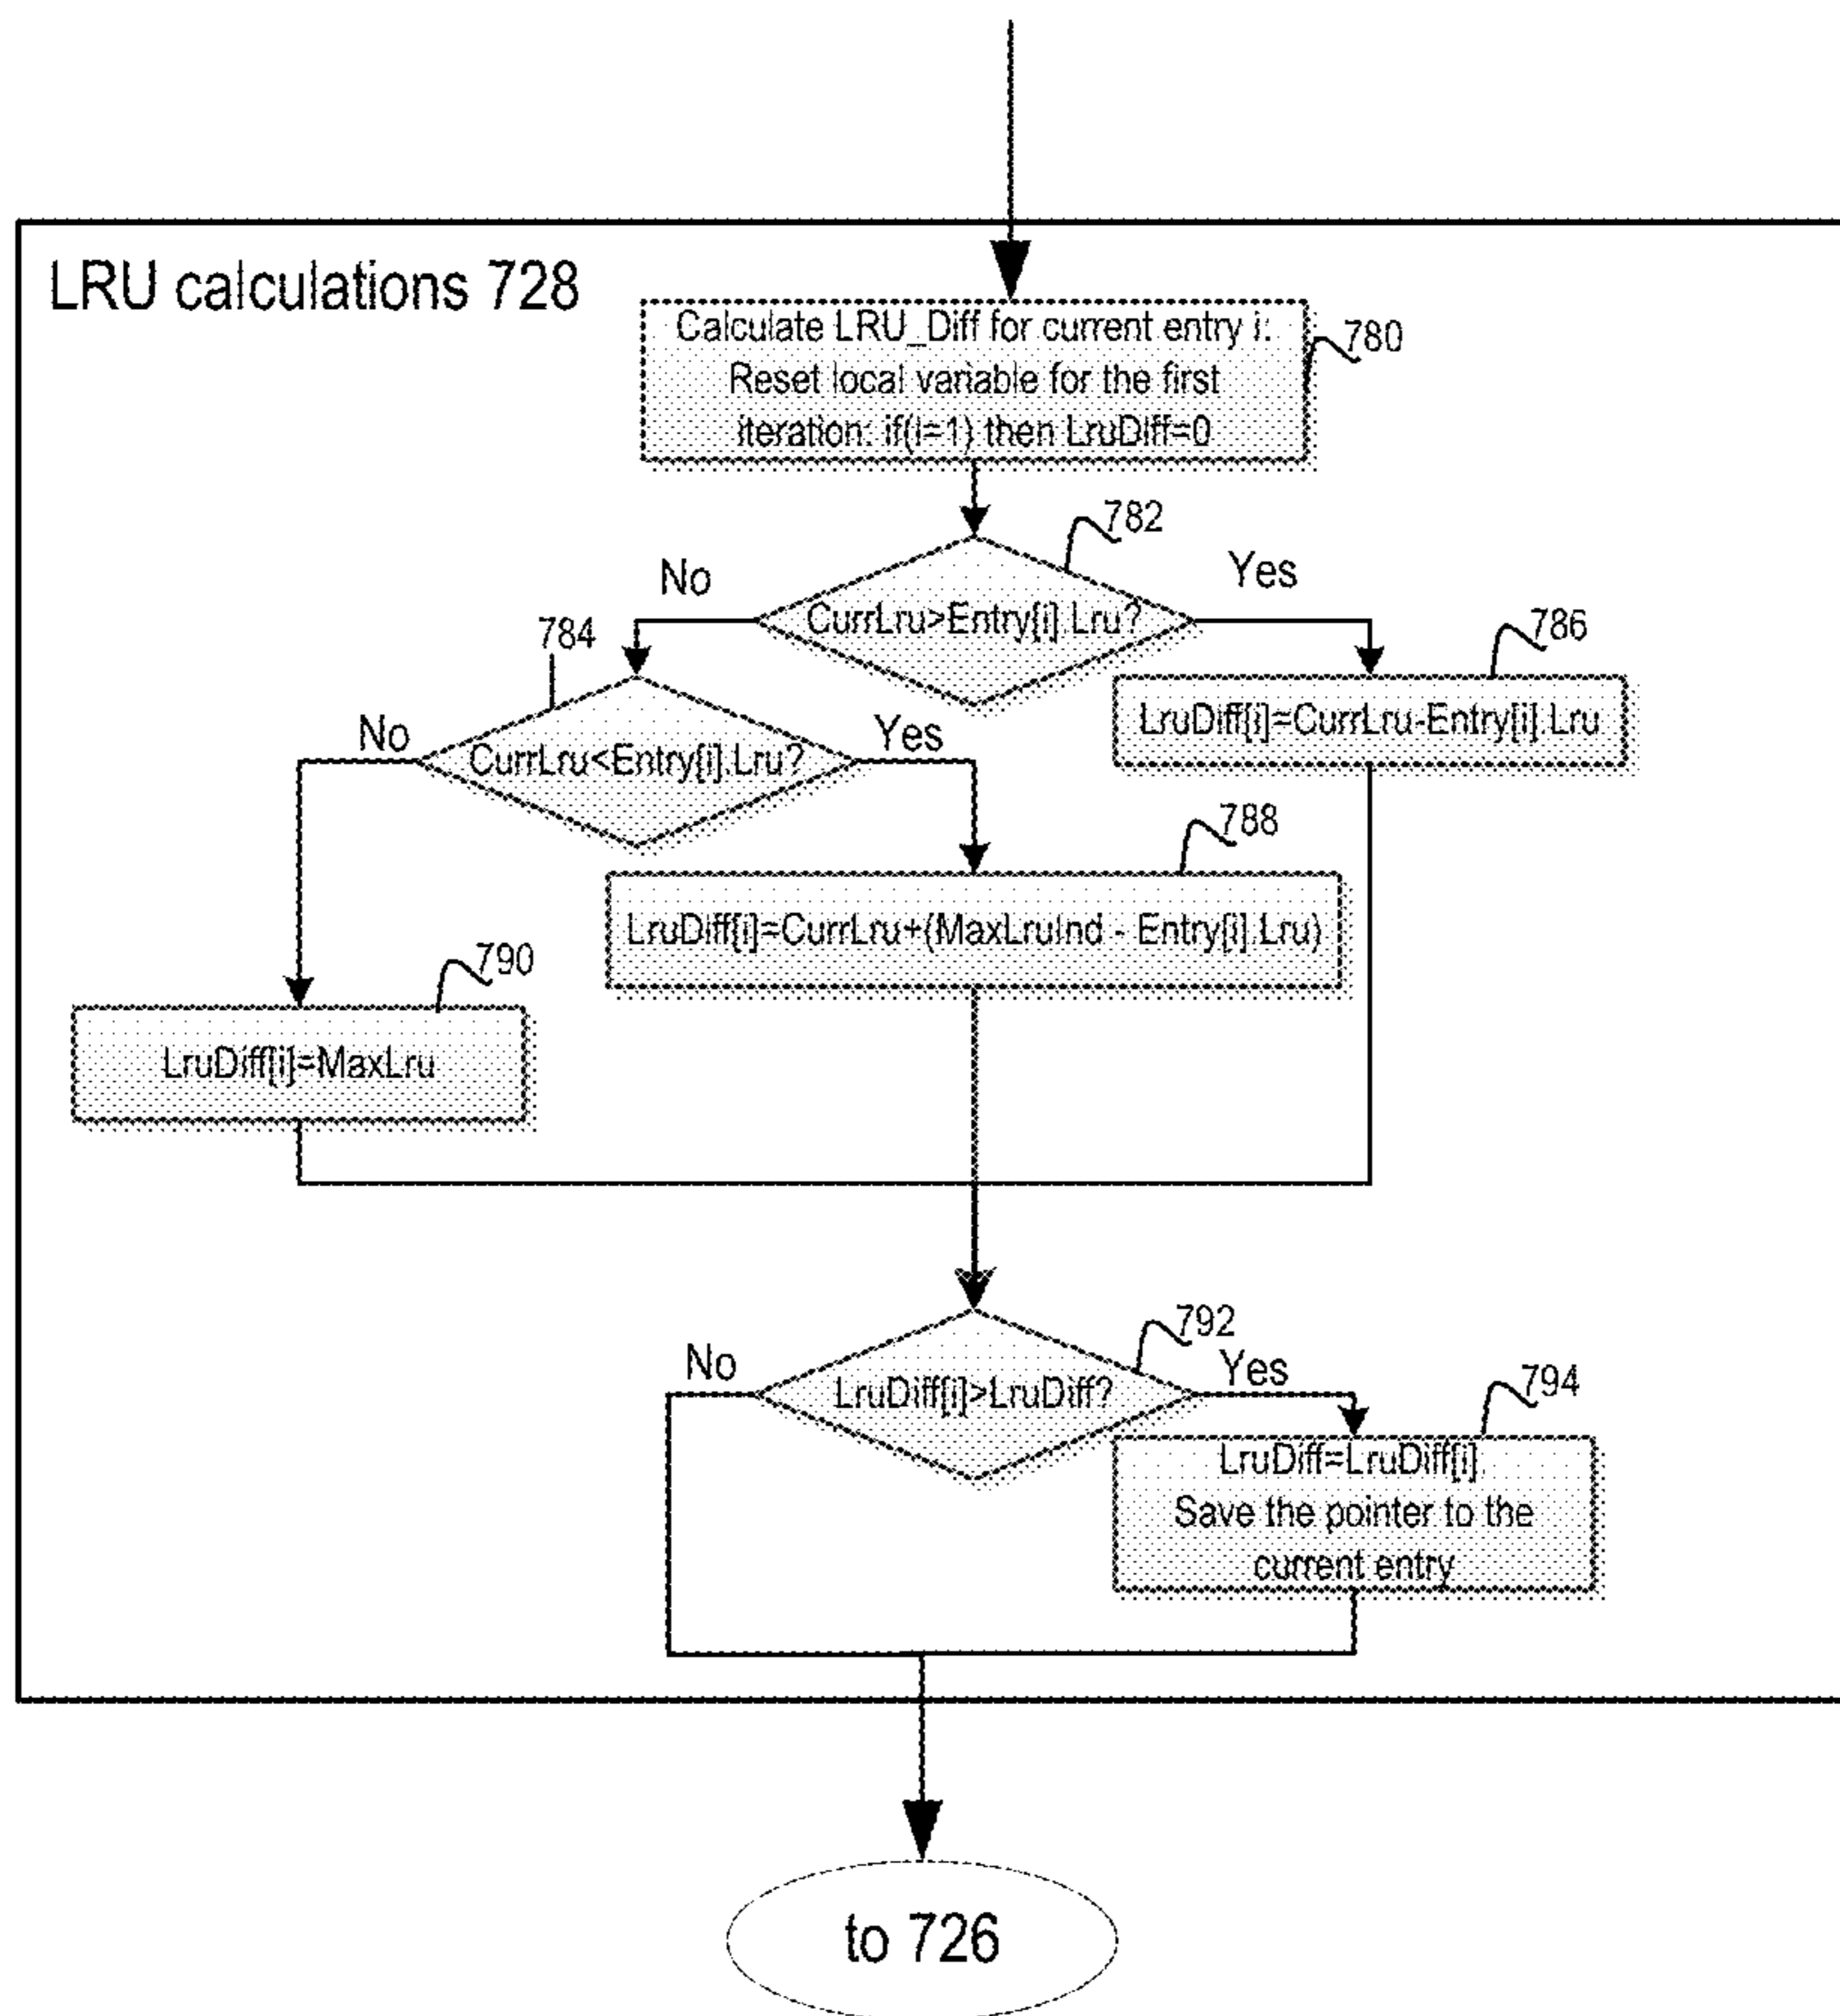 LRU calculations 728
Calculate LRU_Diff for current entry i:
Reset local variable for the first
iteration: if(i=1) then LruDiff=0
780
782
No
Yes
CurrLru>Entry[i].Lru?
784
786
LruDiff[i]=CurrLru-Entry[i].Lru
No
Yes
CurrLru<Entry[i].Lru?
788
LruDiff[i]=CurrLru+(MaxLruInd - Entry[i].Lru)
790
LruDiff[i]=MaxLru
792
No
Yes
LruDiff[i]>LruDiff?
794
LruDiff=LruDiff[i]
Save the pointer to the
current entry
to 726